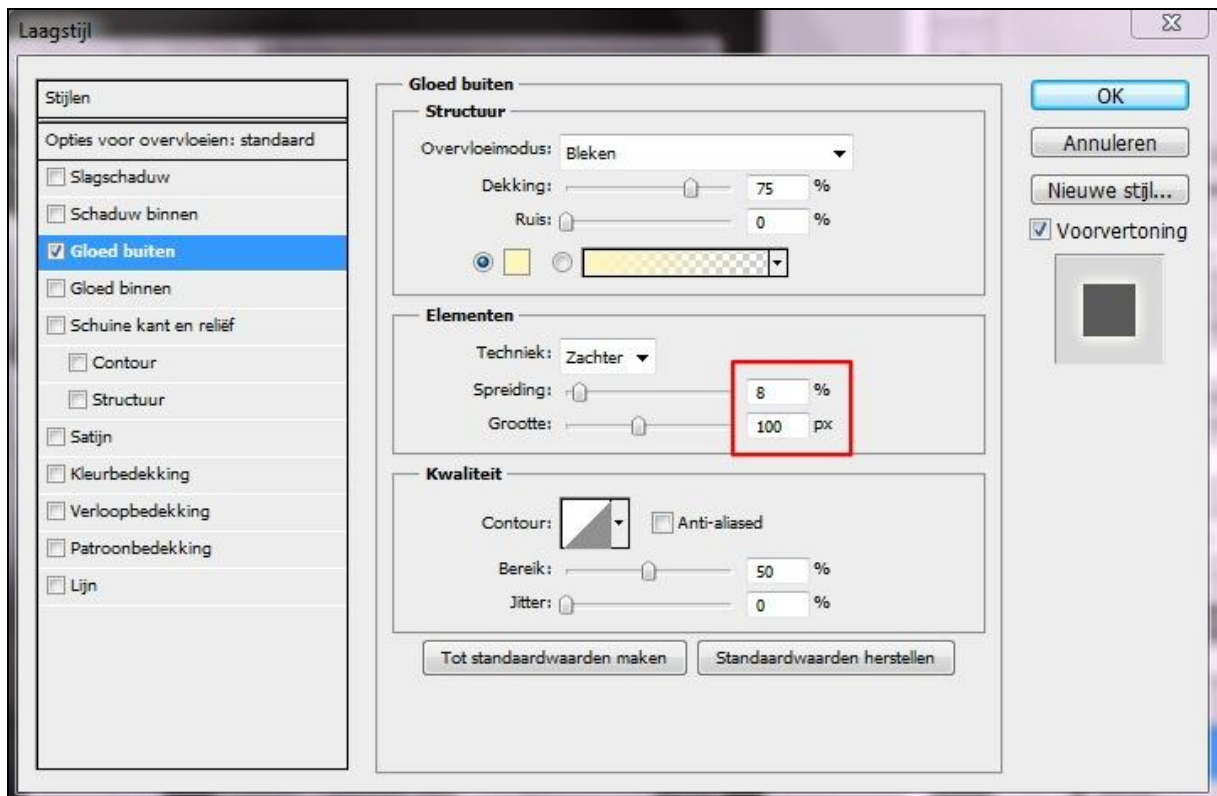 Laagstijl
Stijlen
Opties voor overvloeien: standaard
Slagschaduw
Schaduw binnen
Gloed buiten
Gloed binnen
Schuine kant en reliëf
Contour
Structuur
Satijn
Kleurbedekking
Verloopbedekking
Patroonbedekking
Lijn
Gloed buiten
Structuur
Overvloeimodus: Bleken
Dekking: 75 %
Ruis: 0 %
Elementen
Techniek: Zachter
Spreiding: 8 %
Grootte: 100 px
Kwaliteit
Contour: Anti-aliased
Bereik: 50 %
Jitter: 0 %
Tot standaardwaarden maken Standaardwaarden herstellen
OK
Annuleren
Nieuwe stijl...
Voorvertoning